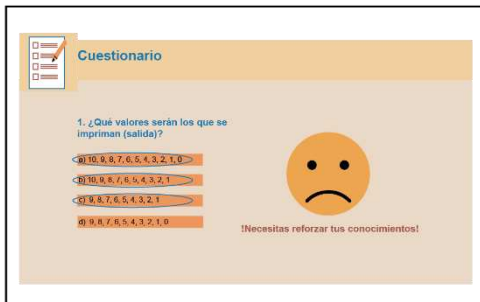 Cuestionario
1. ¿Qué valores serán los que se
impriman (salida)?
a) 10, 9, 8, 7, 6, 5, 4, 3, 2, 1, 0
b) 10, 9, 8, 7, 6, 5, 4, 3, 2, 1
c) 9, 8, 7, 6, 5, 4, 3, 2, 1
d) 9, 8, 7, 6, 5, 4, 3, 2, 1, 0
!Necesitas reforzar tus conocimientos!